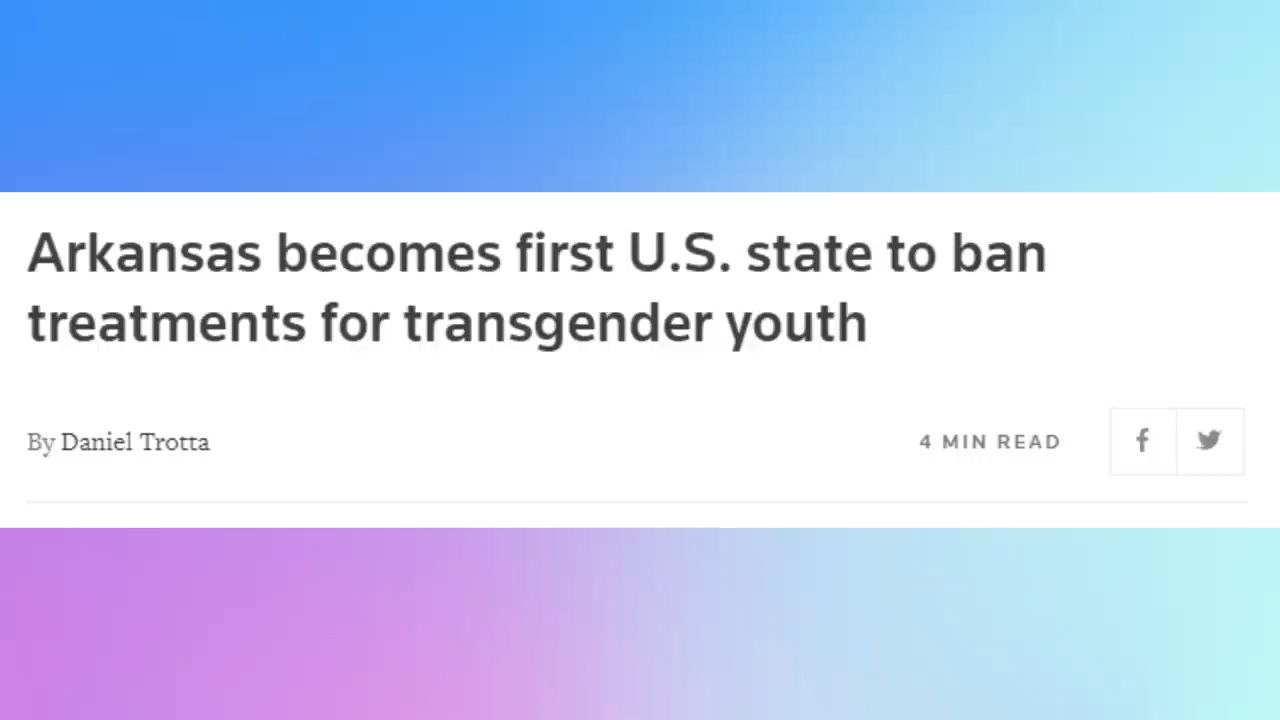 Arkansas becomes first U.S. state to ban
treatments for transgender youth
By Daniel Trotta
4 MIN READ